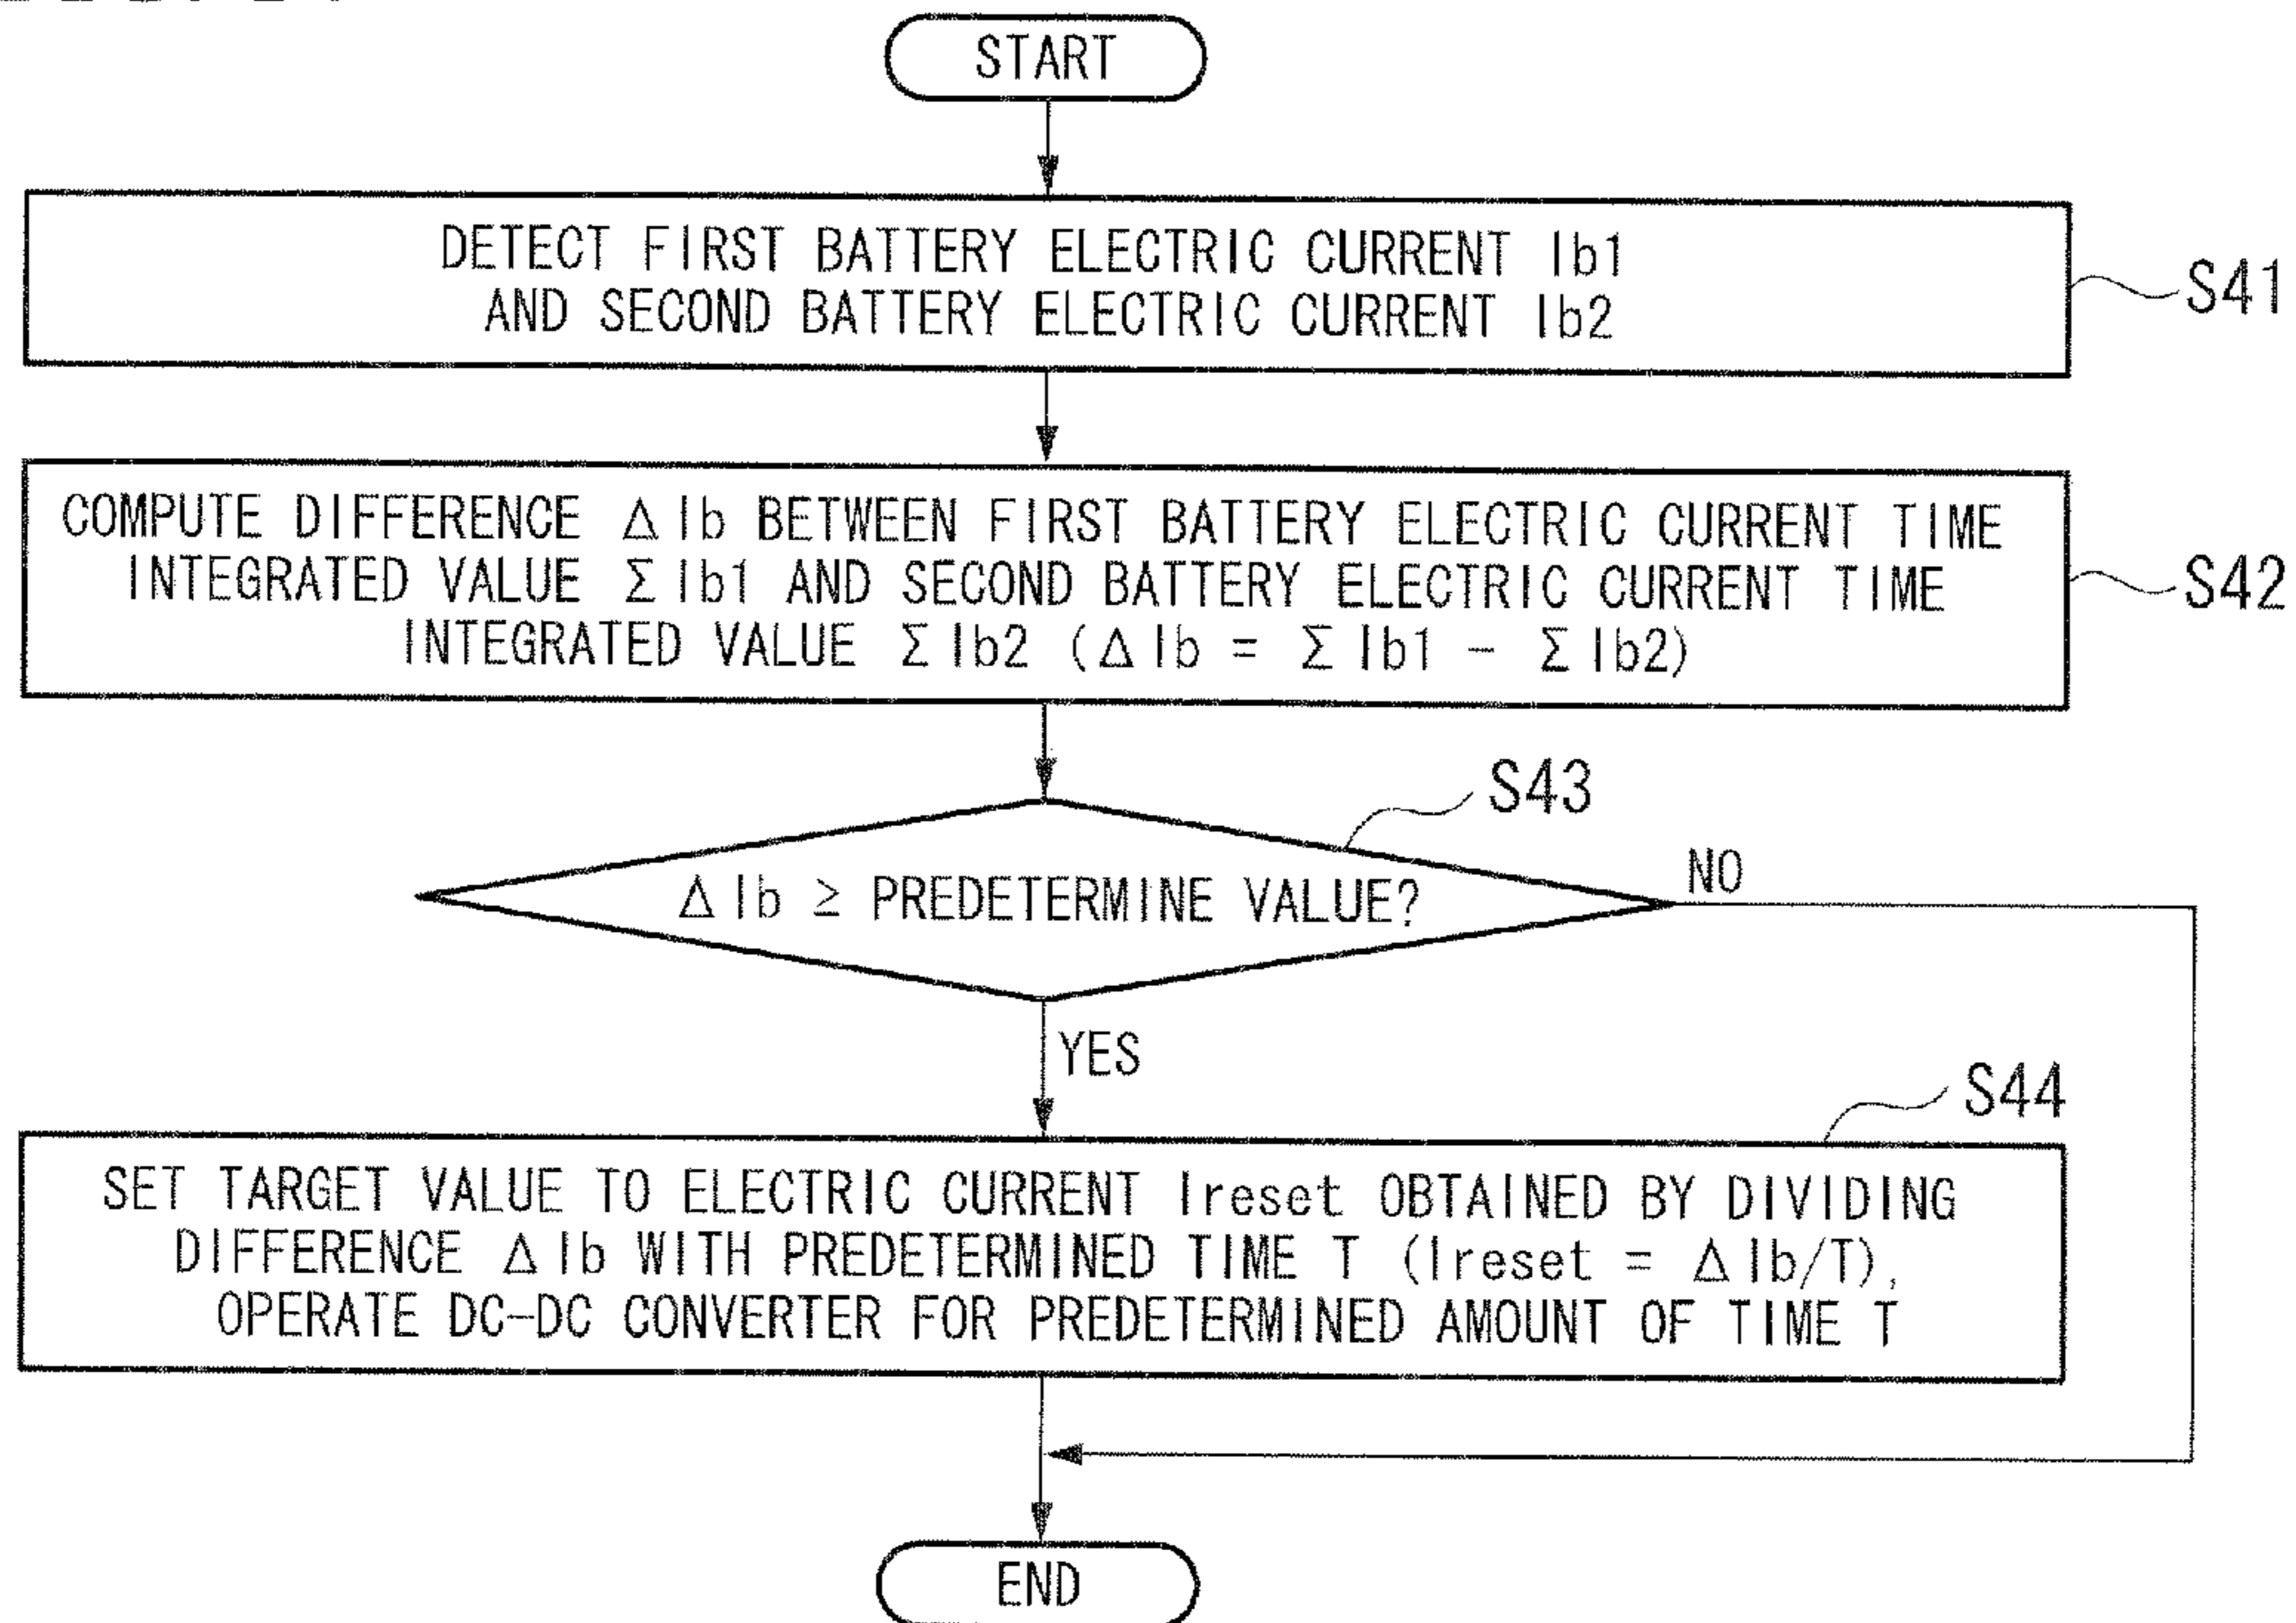 START
DETECT FIRST BATTERY ELECTRIC CURRENT Ib1
AND SECOND BATTERY ELECTRIC CURRENT Ib2
S41
COMPUTE DIFFERENCE ΔIb BETWEEN FIRST BATTERY ELECTRIC CURRENT TIME
INTEGRATED VALUE ΣIb1 AND SECOND BATTERY ELECTRIC CURRENT TIME
INTEGRATED VALUE ΣIb2 (ΔIb = ΣIb1 - ΣIb2)
S42
S43
ΔIb ≥ PREDETERMINE VALUE?
NO
YES
S44
SET TARGET VALUE TO ELECTRIC CURRENT Ireset OBTAINED BY DIVIDING
DIFFERENCE ΔIb WITH PREDETERMINED TIME T (Ireset = ΔIb/T),
OPERATE DC-DC CONVERTER FOR PREDETERMINED AMOUNT OF TIME T
END